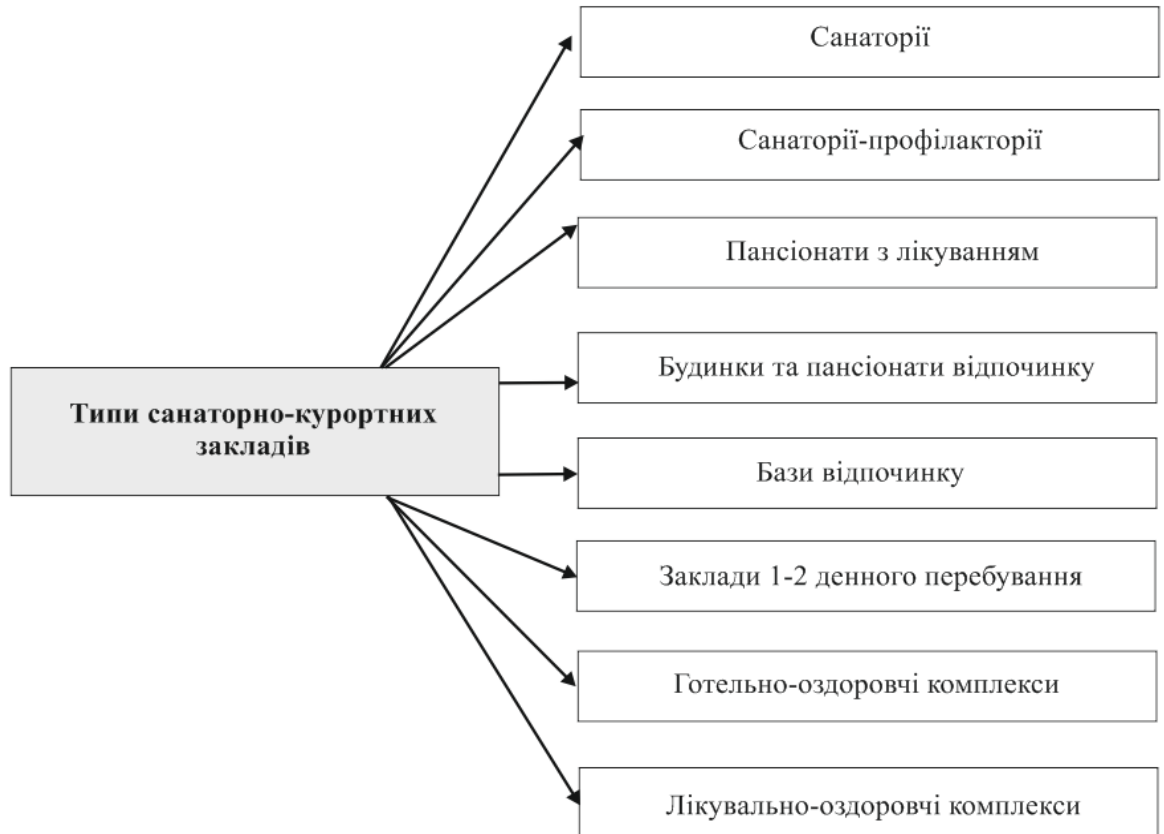 Санаторії
Санаторії-профілакторії
Пансіонати з лікуванням
Будинки та пансіонати відпочинку
Типи санаторно-курортних
закладів
Бази відпочинку
Заклади 1-2 денного перебування
Готельно-оздоровчі комплекси
Лікувально-оздоровчі комплекси